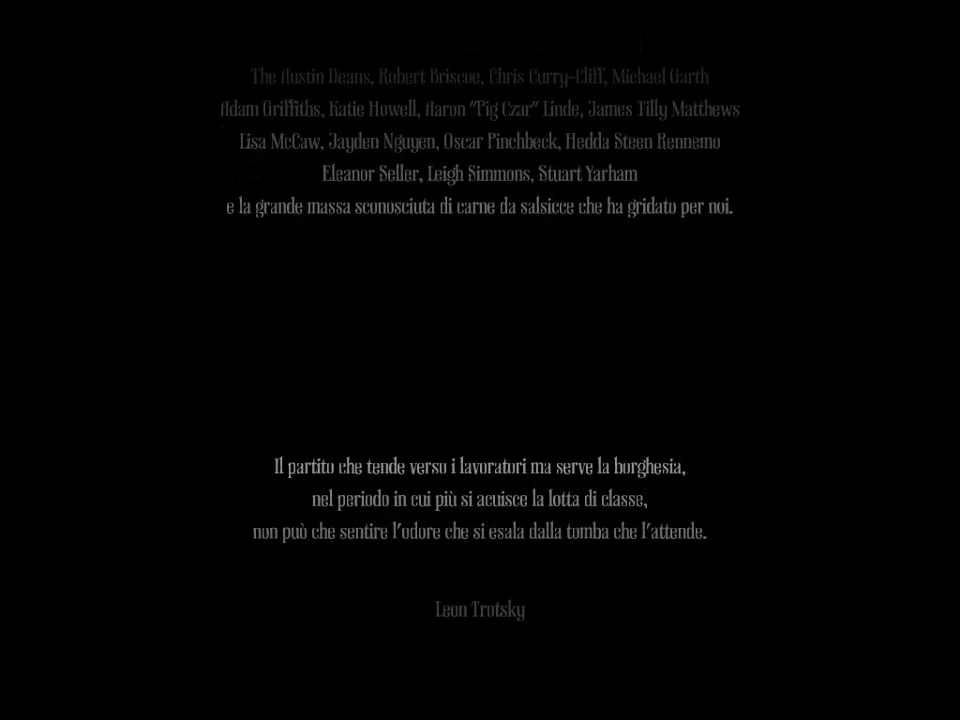 The Austin Deans, Robert Briscoe, Chris Curry-Cliff, Michael Garth
Adam Griffiths, Katie Howell, Aaron "Pig Czar" Linde, James Tilly Matthews
Lisa McCaw, Jayden Nguyen, Oscar Pinchbeck, Hedda Steen Rennemo
Eleanor Seller, Leigh Simmons, Stuart Yarham
e la grande massa sconosciuta di carne da salsicce che ha gridato per noi.
Il partito che tende verso i lavoratori ma serve la borghesia,
nel periodo in cui più si acuisce la lotta di classe,
non può che sentire l'odore che si esala dalla tomba che l'attende.
Leon Trotsky